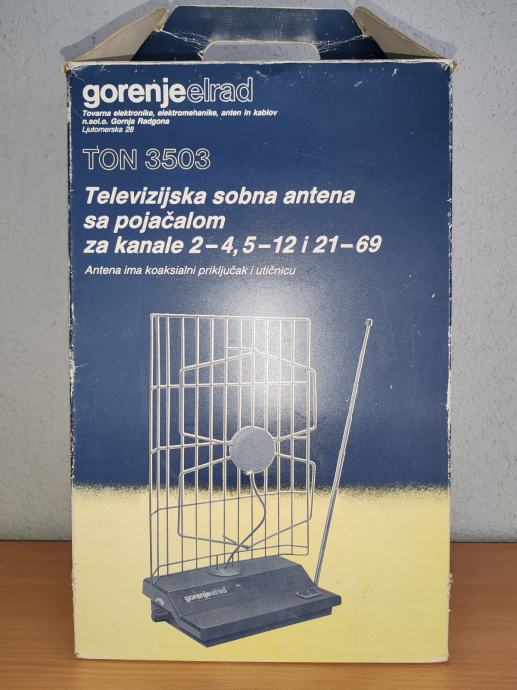 gorenjeelrad
Tovarna elektronike, elektromehanike, anten in kablov
n.sol.o. Gornja Radgona
Ljutomerska 28
TON 3503
Televizijska sobna antena
sa pojačalom
za kanale 2–4, 5–12 i 21–69
Antena ima koaksialni priključak i utičnicu
gorenjeelrad